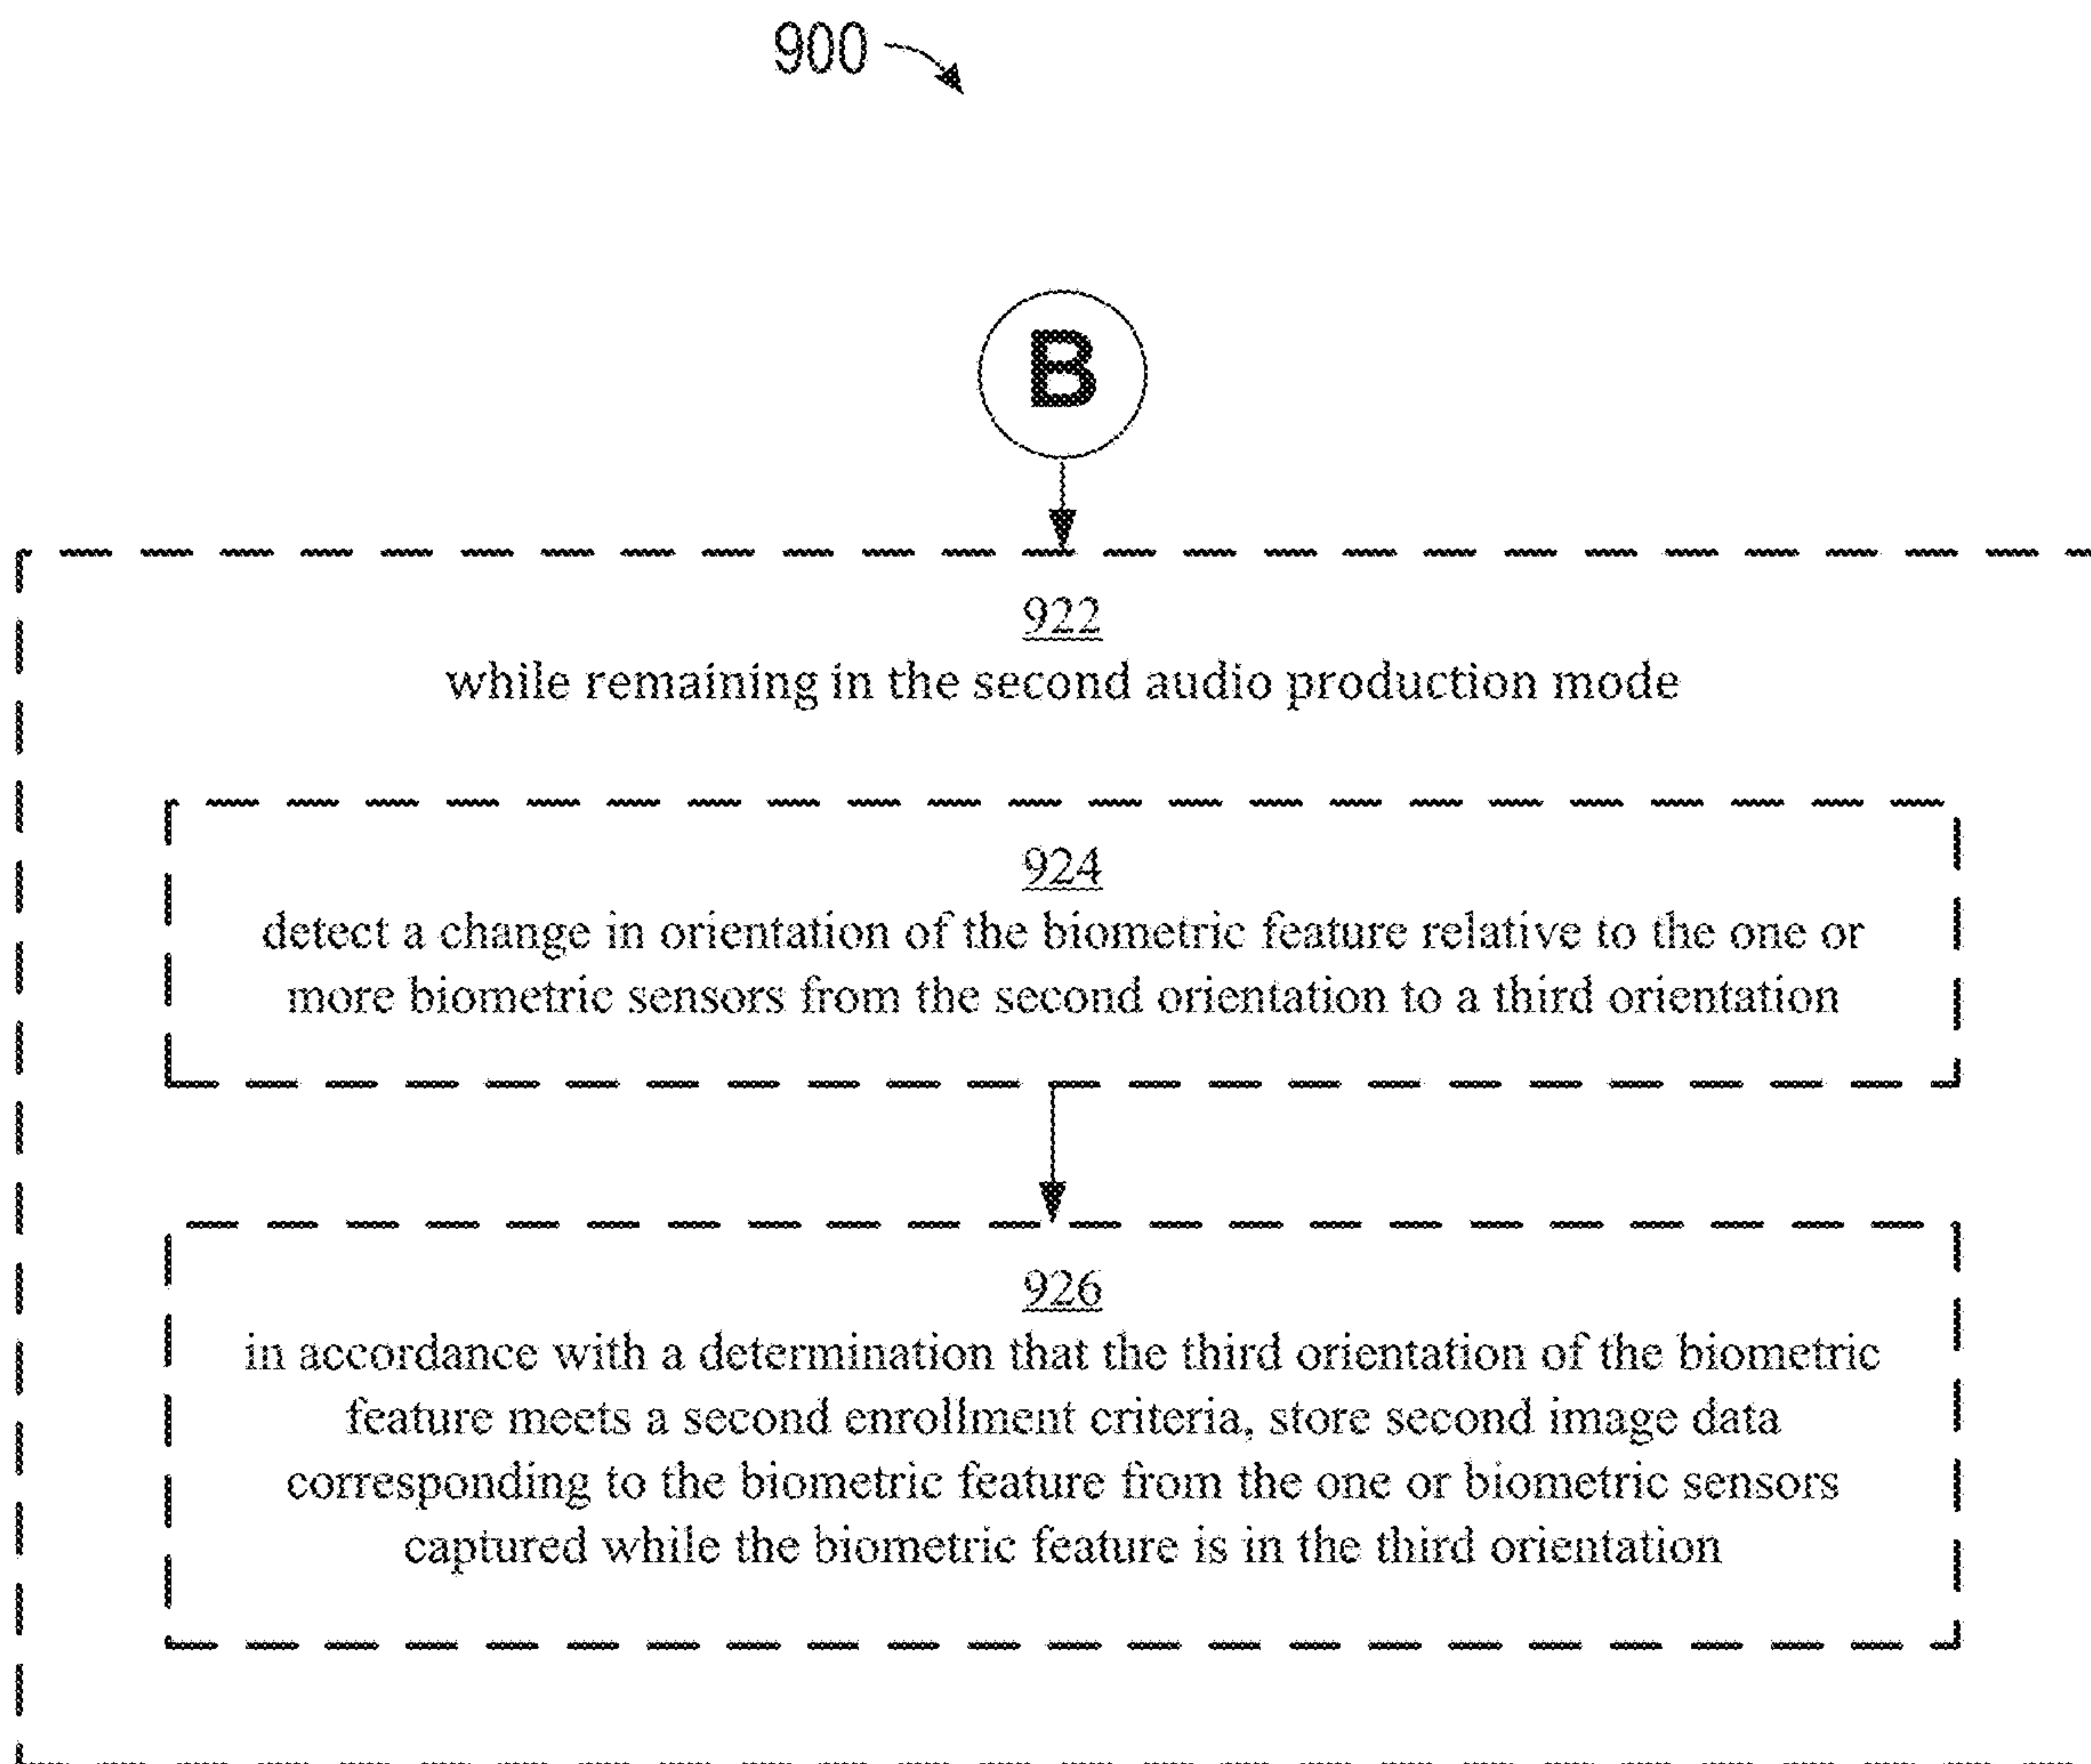 900
B
922
while remaining in the second audio production mode
924
detect a change in orientation of the biometric feature relative to the one or
more biometric sensors from the second orientation to a third orientation
926
in accordance with a determination that the third orientation of the biometric
feature meets a second enrollment criteria, store second image data
corresponding to the biometric feature from the one or biometric sensors
captured while the biometric feature is in the third orientation